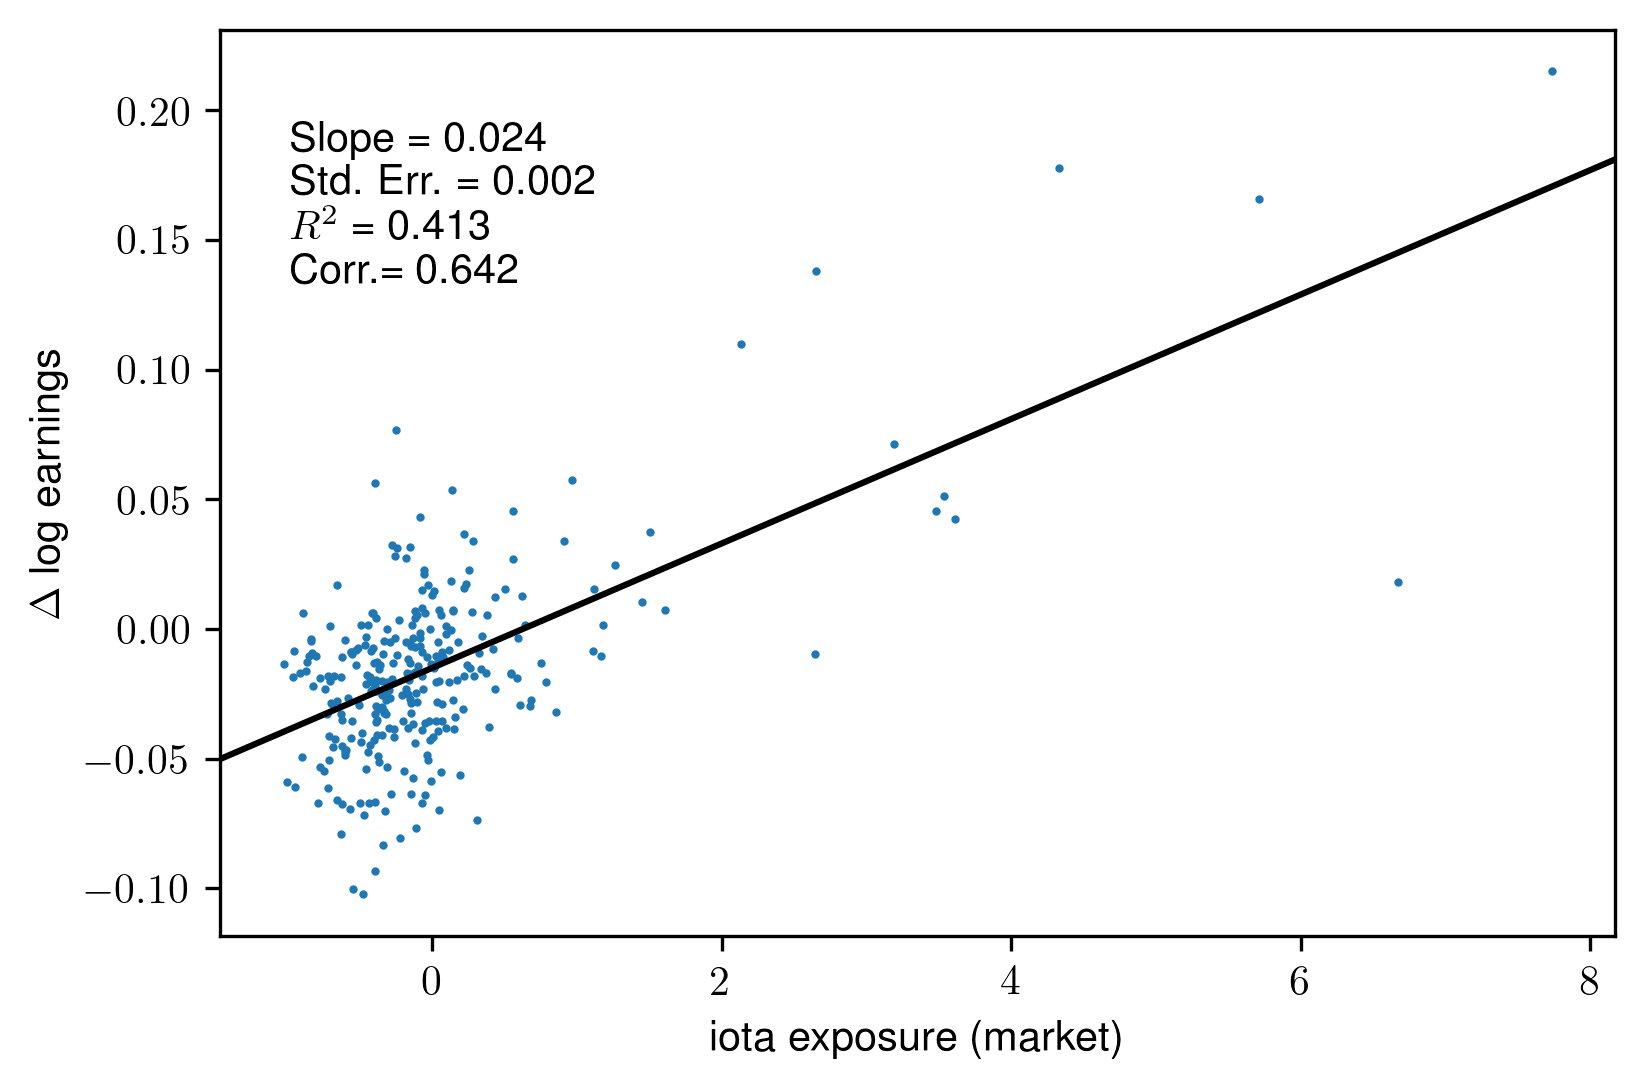 Slope = 0.024
Std. Err. = 0.002
R² = 0.413
Corr.= 0.642
0.20
0.15
0.10
0.05
0.00
−0.05
−0.10
Δ log earnings
0 2 4 6 8
iota exposure (market)